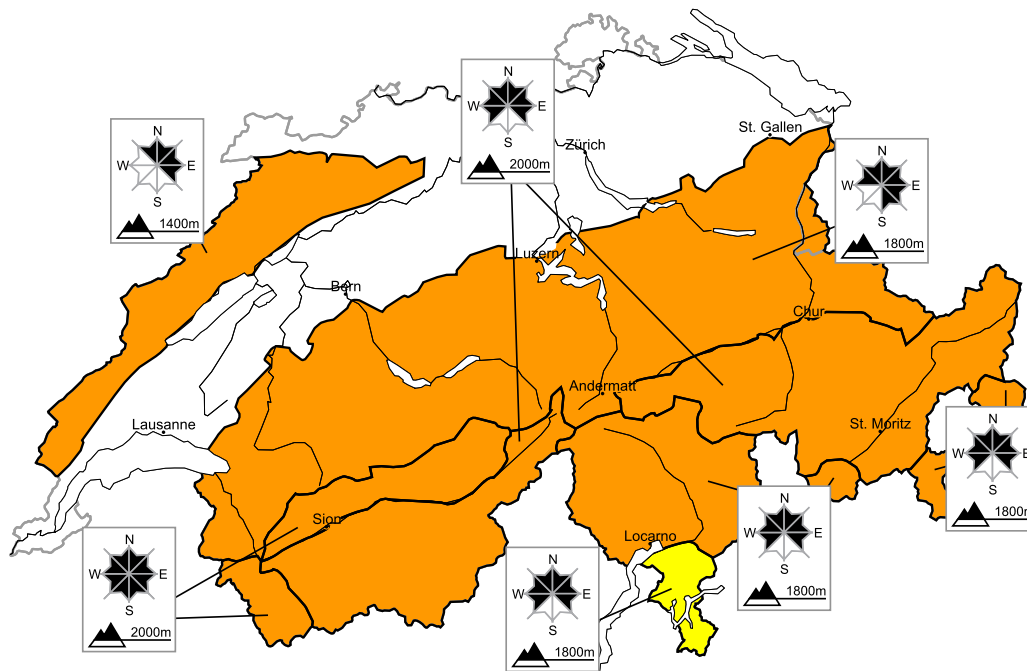 N
W E
S
2000m
N
W E
S
1400m
St. Gallen
Zürich
N
W E
S
1800m
Luzern
Bern
Chur
Andermatt
Lausanne
St. Moritz
N
W E
S
1800m
Sion
Locarno
N
W E
S
1800m
N
W E
S
2000m
N
W E
S
1800m